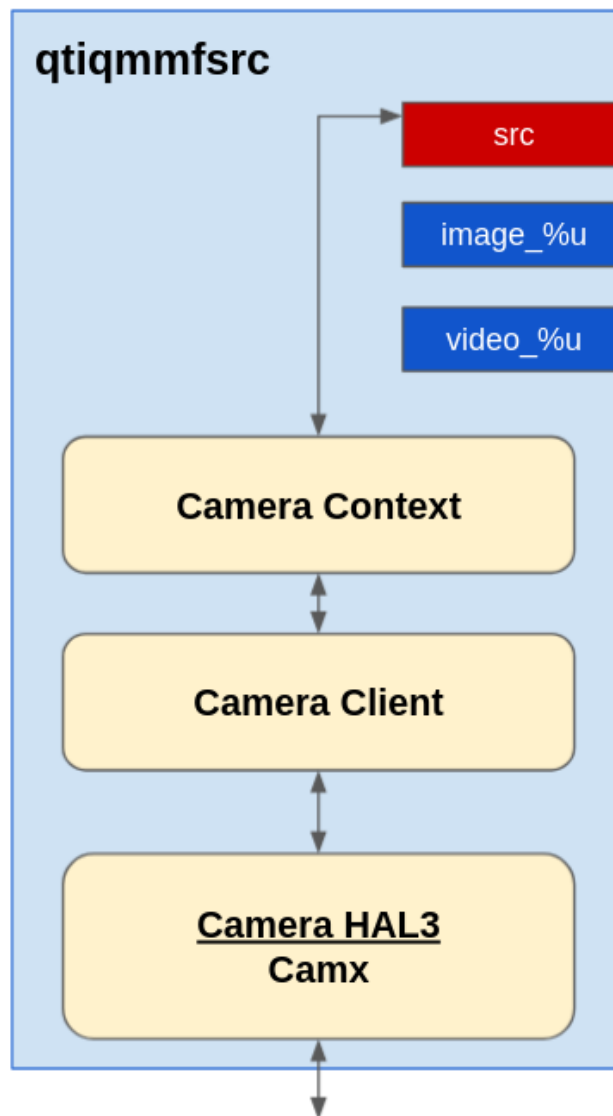 qtiqmmfsrc
src
image_%u
video_%u
Camera Context
Camera Client
Camera HAL3
Camx